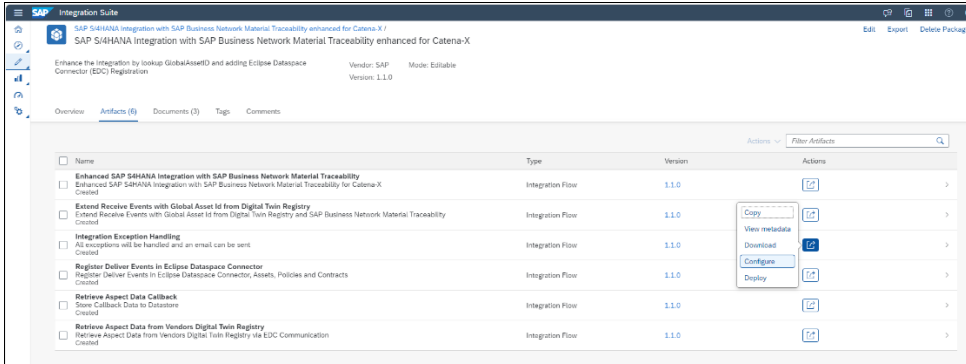 SAP Integration Suite
SAP S/4HANA Integration with SAP Business Network Material Traceability enhanced for Catena-X /
SAP S/4HANA Integration with SAP Business Network Material Traceability enhanced for Catena-X
Edit Export Delete Packag
Enhance the Integration by lookup GlobalAssetID and adding Eclipse Dataspace
Connector (EDC) Registration
Vendor: SAP Mode: Editable
Version: 1.1.0
Overview Artifacts (6) Documents (3) Tags Comments
Actions Filter Artifacts
Name Type Version Actions
Enhanced SAP S4HANA Integration with SAP Business Network Material Traceability
Enhanced SAP S4HANA Integration with SAP Business Network Material Traceability for Catena-X
Created
Integration Flow 1.1.0
Extend Receive Events with Global Asset Id from Digital Twin Registry
Extend Receive Events with Global Asset Id from Digital Twin Registry and SAP Business Network Material Traceability
Created
Integration Flow 1.1.0
Integration Exception Handling
All exceptions will be handled and an email can be sent
Created
Integration Flow 1.1.0
Copy
View metadata
Download
Configure
Deploy
Register Deliver Events in Eclipse Dataspace Connector
Register Deliver Events in Eclipse Dataspace Connector, Assets, Policies and Contracts
Created
Integration Flow 1.1.0
Retrieve Aspect Data Callback
Store Callback Data to Datastore
Created
Integration Flow 1.1.0
Retrieve Aspect Data from Vendors Digital Twin Registry
Retrieve Aspect Data from Vendors Digital Twin Registry via EDC Communication
Created
Integration Flow 1.1.0